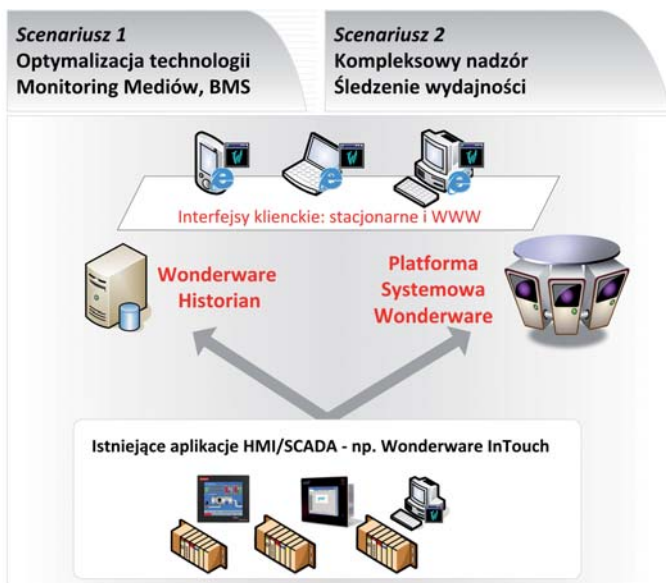 Scenariusz 1
Optymalizacja technologii
Monitoring Mediów, BMS
Scenariusz 2
Kompleksowy nadzór
Śledzenie wydajności
Interfejsy klienckie: stacjonarne i WWW
Wonderware
Historian
Platforma
Systemowa
Wonderware
Istniejące aplikacje HMI/SCADA - np. Wonderware InTouch